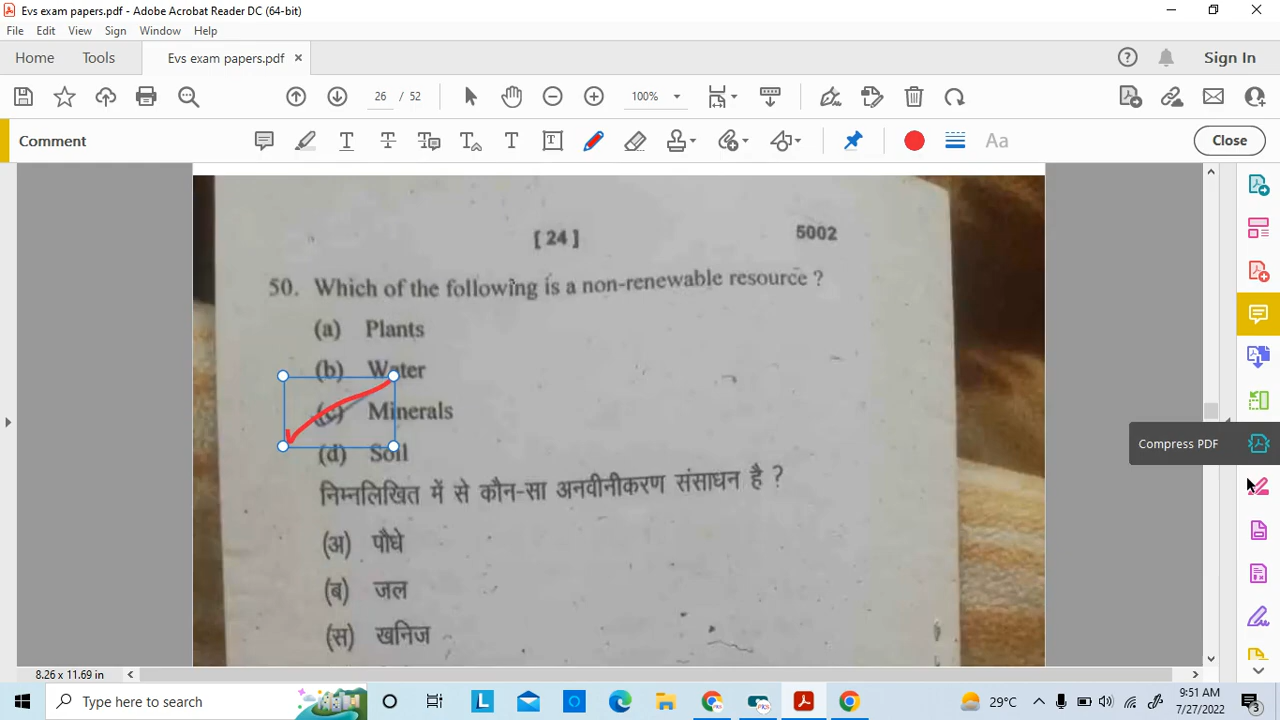 Evs exam papers.pdf - Adobe Acrobat Reader DC (64-bit)
File Edit View Sign Window Help
Home Tools Evs exam papers.pdf × Sign In
26 / 52 100%
Comment Aa Close
[ 24 ] 5002
50. Which of the following is a non-renewable resource ?
(a) Plants
(b) Water
(c) Minerals
(d) Soil
Compress PDF
निम्नलिखित में से कौन-सा अनवीनीकरण संसाधन है ?
(अ) पौधे
(ब) जल
(स) खनिज
8.26 x 11.69 in
Type here to search
29°C
9:51 AM
7/27/2022
3